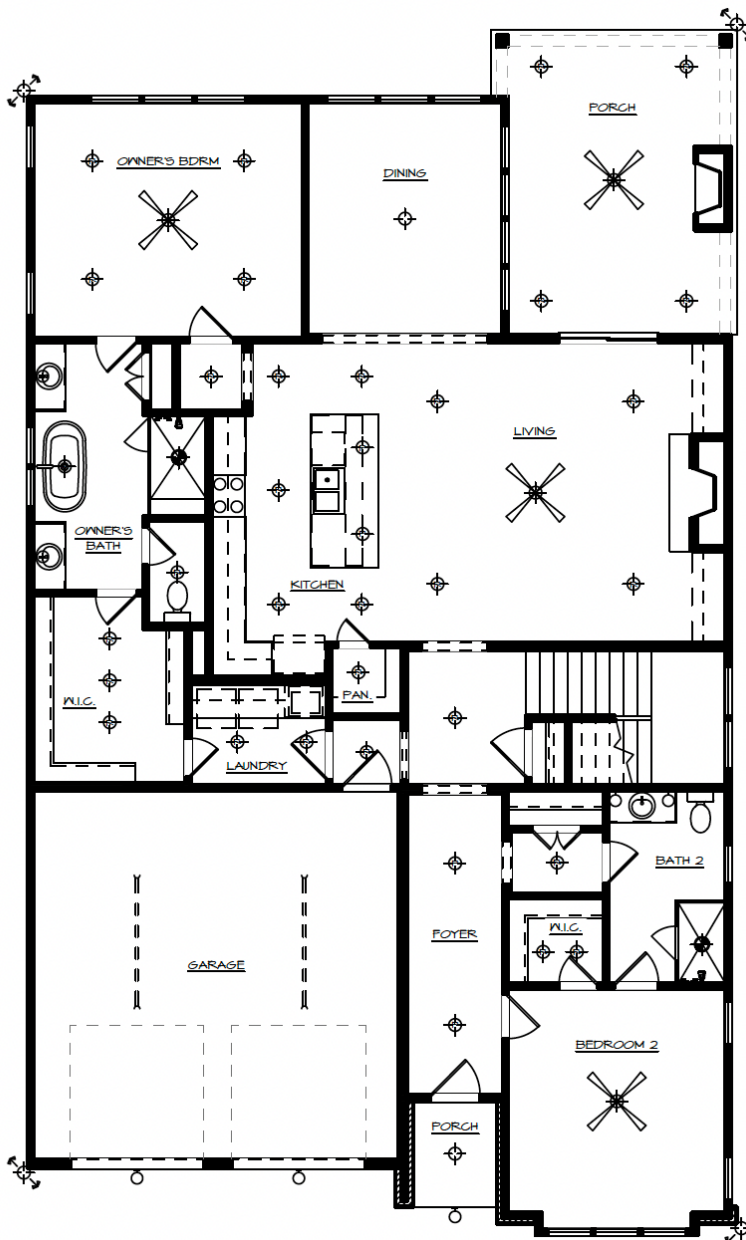 PORCH
OWNER'S BDRM
DINING
LIVING
OWNER'S
BATH
KITCHEN
PAN.
W.I.C.
LAUNDRY
BATH 2
W.I.C.
FOYER
GARAGE
BEDROOM 2
PORCH